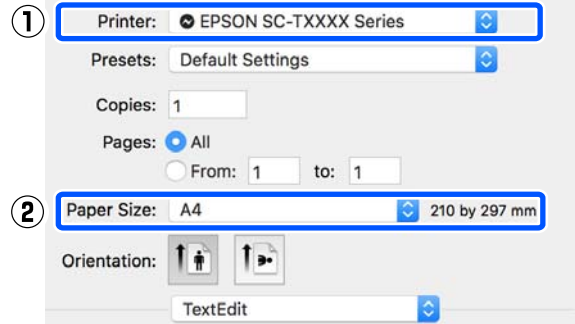 ① Printer: EPSON SC-TXXXX Series
Presets: Default Settings
Copies: 1
Pages: All
From: 1 to: 1
② Paper Size: A4 210 by 297 mm
Orientation:
TextEdit